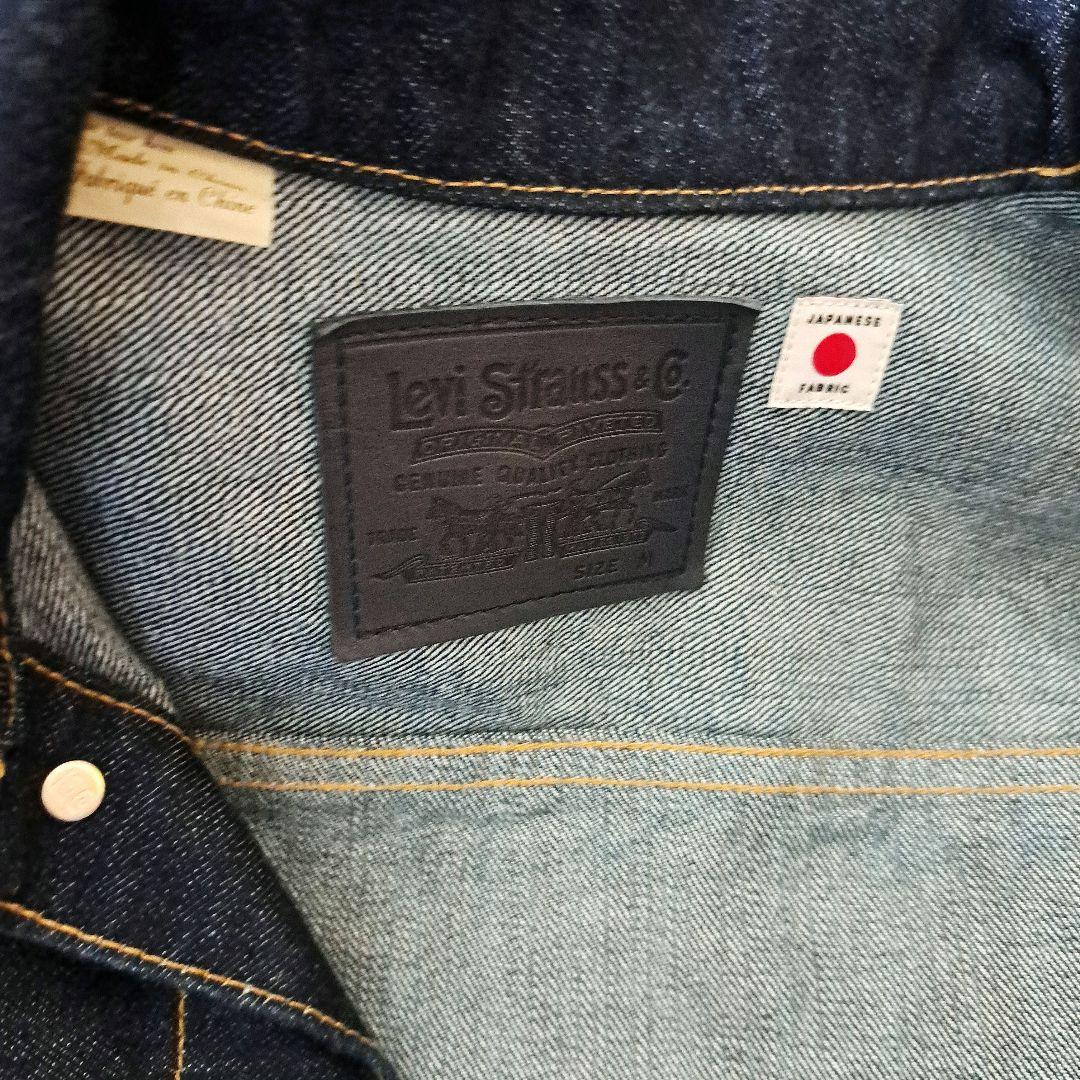 Made in China
Fabriqué en Chine
Levi Strauss & Co.
ORIGINAL RIVETED
GENUINE QUALITY CLOTHING
TRADE MARK
SIZE M
JAPANESE
FABRIC